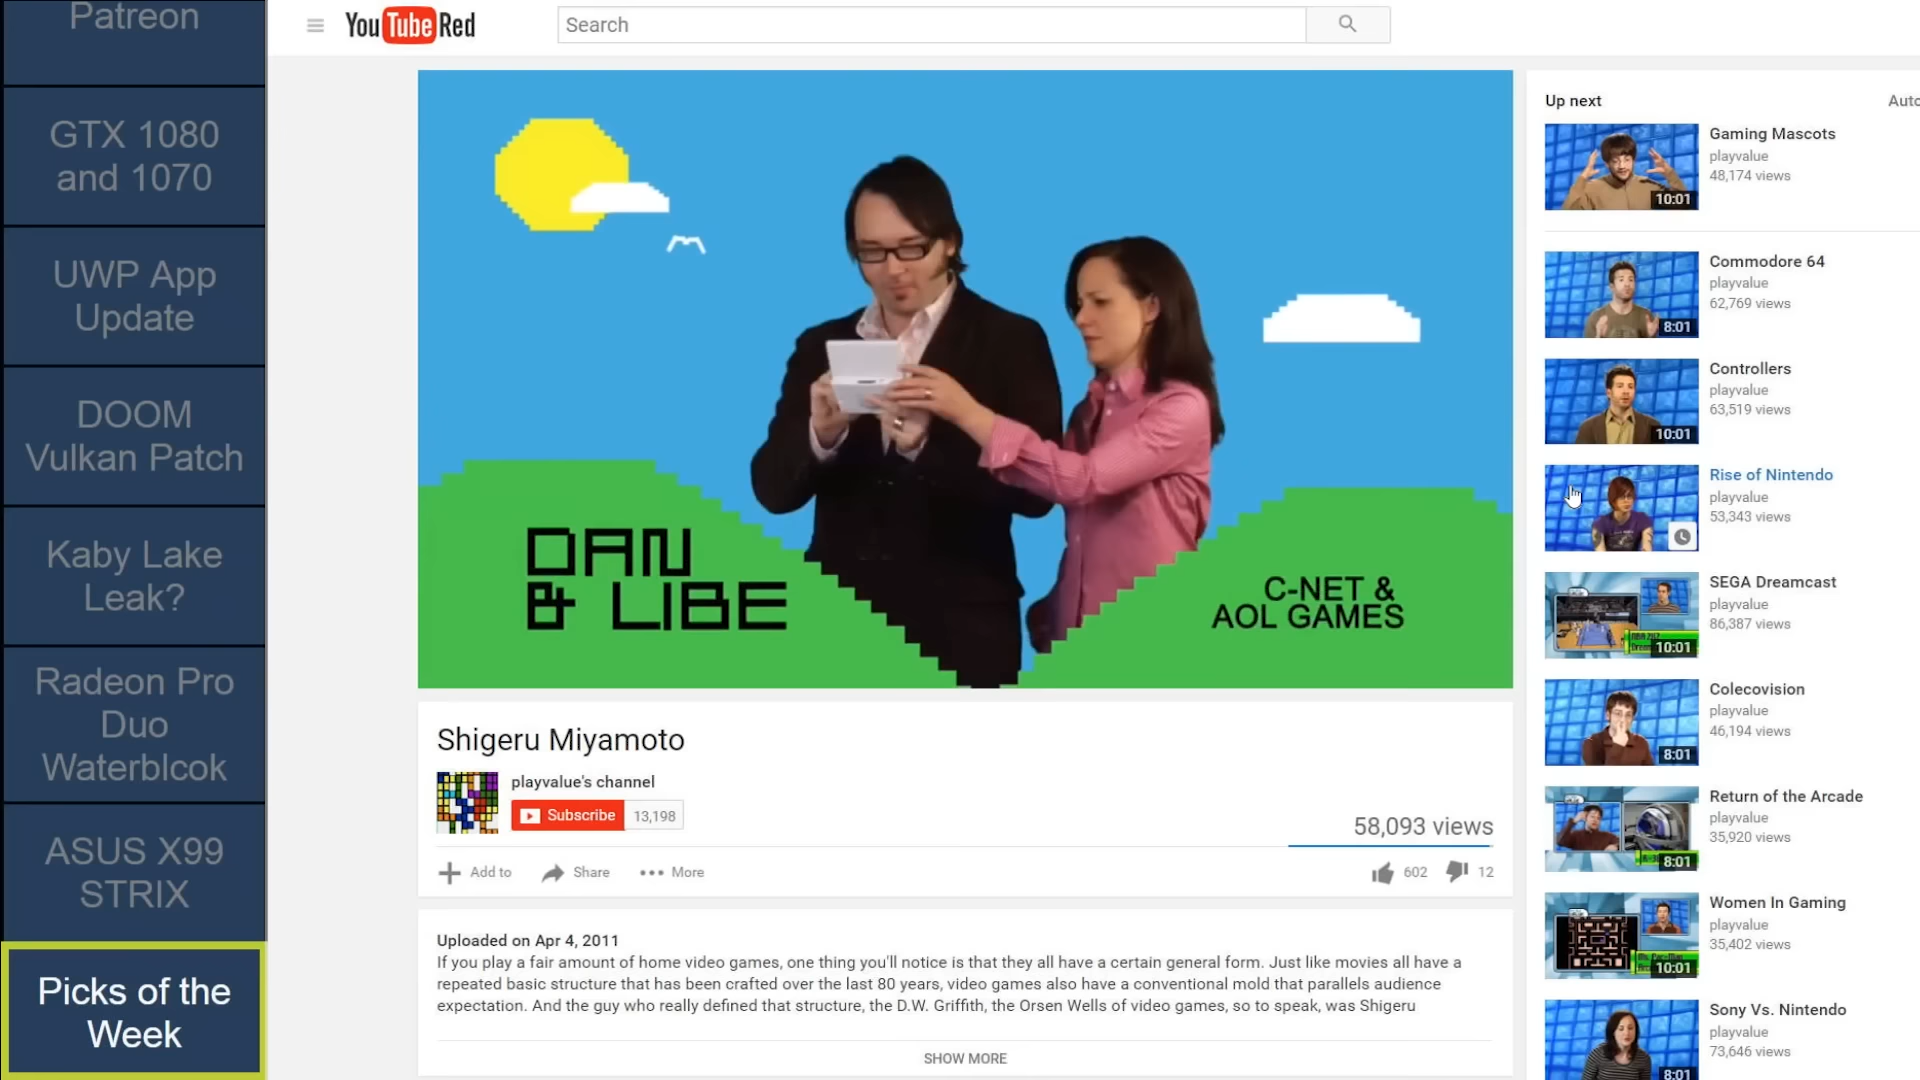 Patreon
GTX 1080
and 1070
UWP App
Update
DOOM
Vulkan Patch
Kaby Lake
Leak?
Radeon Pro
Duo
Waterblcok
ASUS X99
STRIX
Picks of the
Week
YouTube Red
Search
DAN
& LIBE
C-NET &
AOL GAMES
Shigeru Miyamoto
playvalue's channel
Subscribe 13,198
58,093 views
Add to Share More
602 12
Uploaded on Apr 4, 2011
If you play a fair amount of home video games, one thing you'll notice is that they all have a certain general form. Just like movies all have a
repeated basic structure that has been crafted over the last 80 years, video games also have a conventional mold that parallels audience
expectation. And the guy who really defined that structure, the D.W. Griffith, the Orsen Wells of video games, so to speak, was Shigeru
SHOW MORE
Up next Auto
Gaming Mascots
playvalue
48,174 views
10:01
Commodore 64
playvalue
62,769 views
8:01
Controllers
playvalue
63,519 views
10:01
Rise of Nintendo
playvalue
53,343 views
SEGA Dreamcast
playvalue
86,387 views
10:01
Colecovision
playvalue
46,194 views
8:01
Return of the Arcade
playvalue
35,920 views
8:01
Women In Gaming
playvalue
35,402 views
10:01
Sony Vs. Nintendo
playvalue
73,646 views
8:01